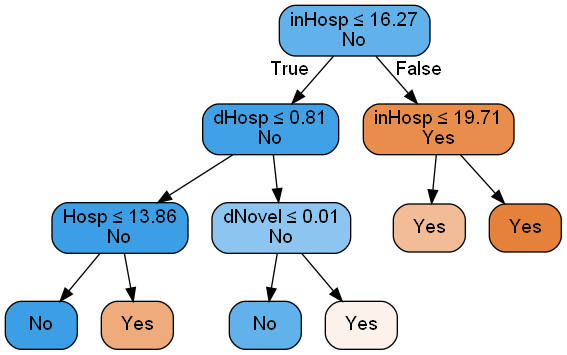 inHosp ≤ 16.27
No
True
False
dHosp ≤ 0.81
No
inHosp ≤ 19.71
Yes
Hosp ≤ 13.86
No
dNovel ≤ 0.01
No
Yes
Yes
No
Yes
No
Yes